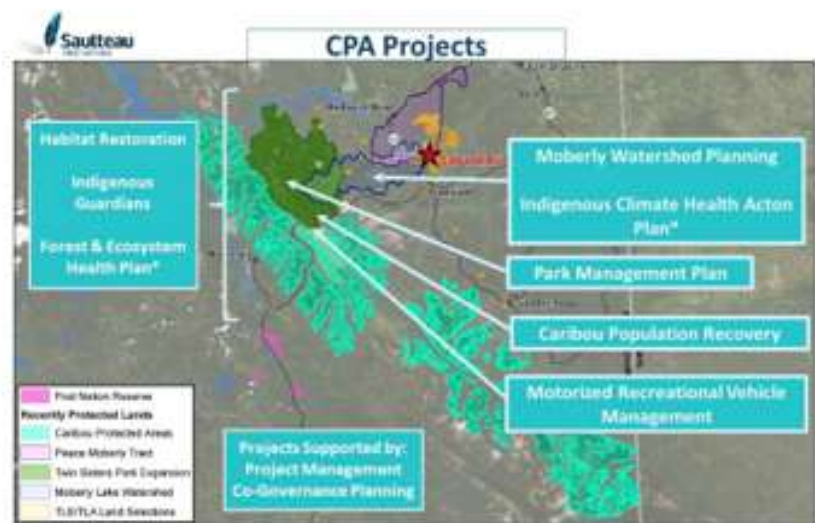 Sautteau
CPA Projects
Habitat Restoration
Indigenous
Guardians
Forest & Ecosystem
Health Plan*
Moberly Watershed Planning
Indigenous Climate Health Acton
Plan*
Park Management Plan
Caribou Population Recovery
Motorized Recreational Vehicle
Management
First Nation Reserve
Recently Protected Lands
Caribou Protected Areas
Peace Moberly Tract
Twin Sisters Park Expansion
Moberly Lake Watershed
TLE/TLA Land Selections
Projects Supported by:
Project Management
Co-Governance Planning